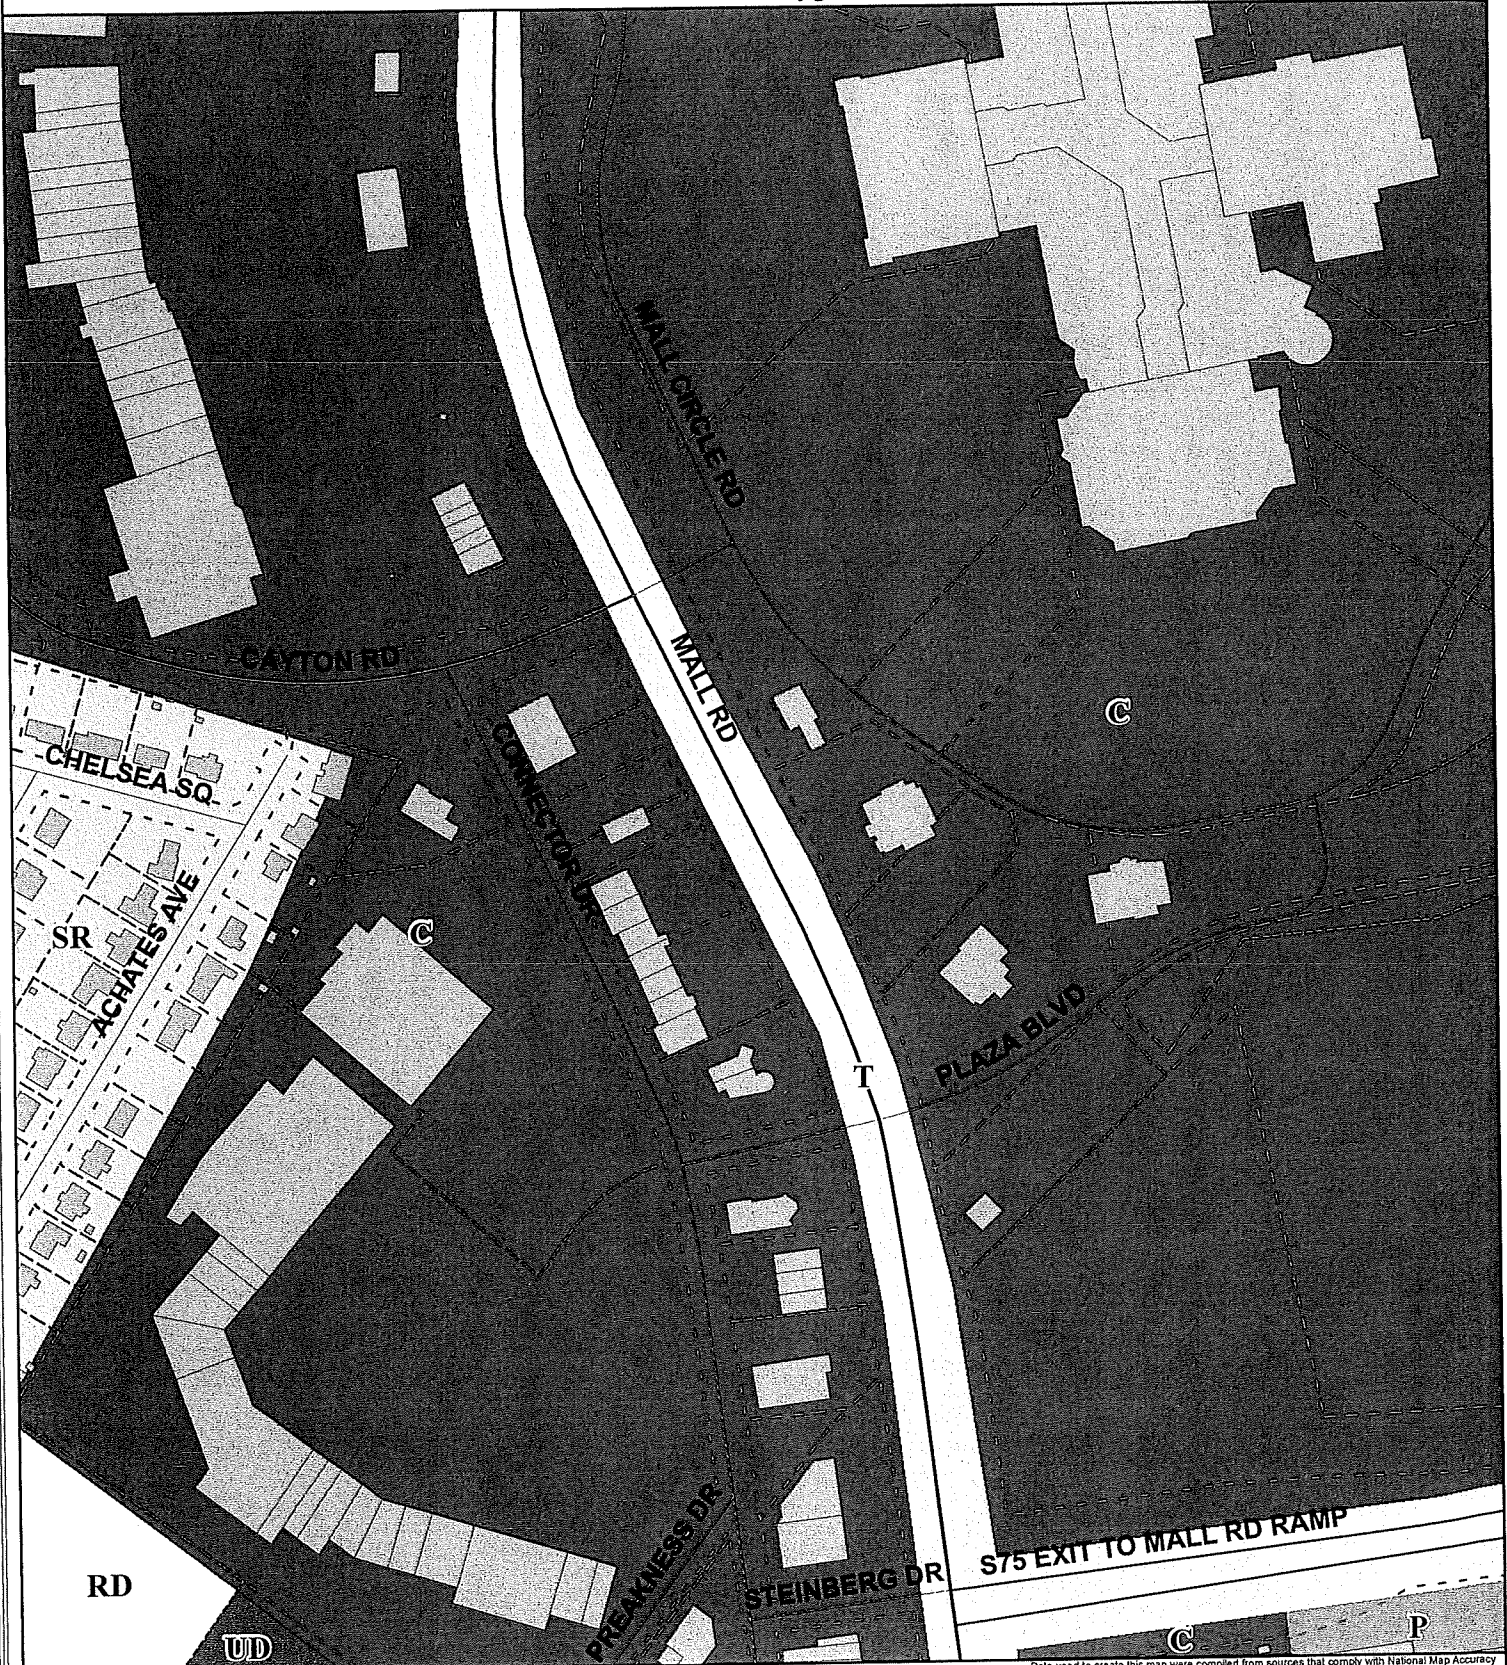 MALL CIRCLE RD
CAYTON RD
MALL RD
C
CONNECTOR DR
CHELSEA SQ
SR
ACHATES AVE
C
PLAZA BLVD
T
PREAKNESS DR
STEINBERG DR
S75 EXIT TO MALL RD RAMP
RD
UD
C
P
Data used to create this map were compiled from sources that comply with National Map Accuracy